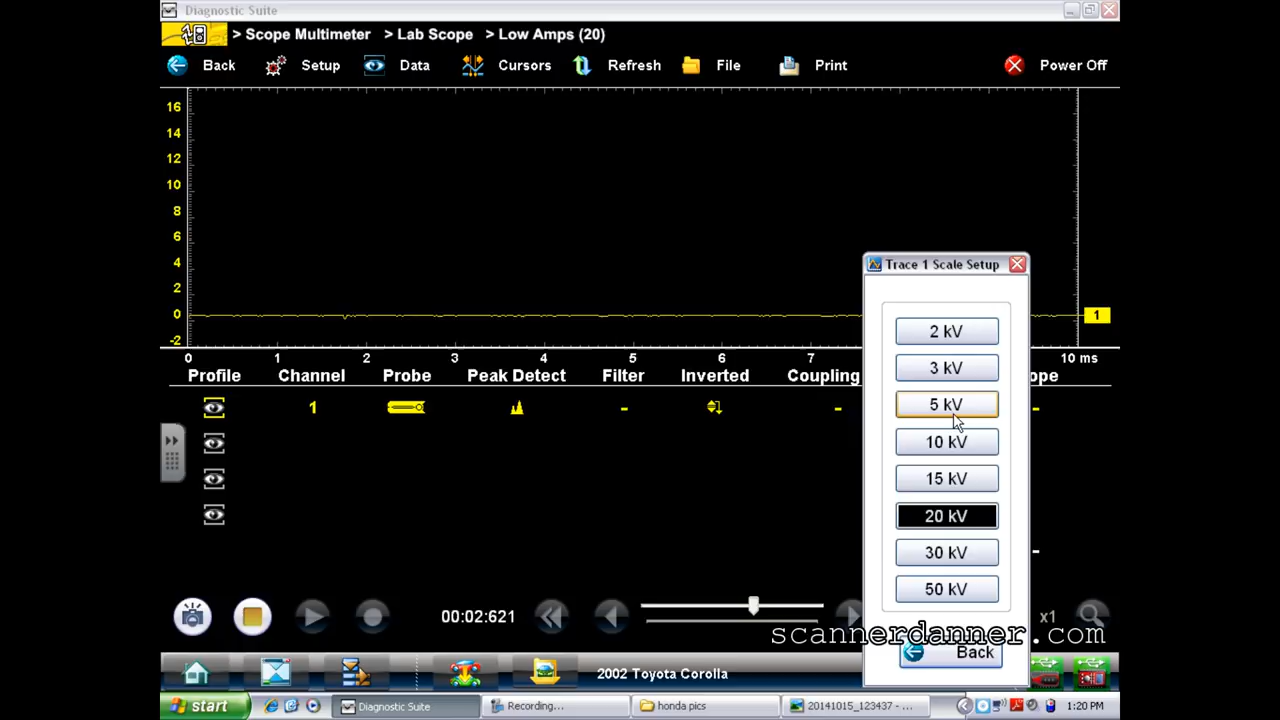 Diagnostic Suite
> Scope Multimeter > Lab Scope > Low Amps (20)
Back Setup Data Cursors Refresh File Print Power Off
16
14
12
10
8
6
4
2
0
-2
1
0 1 2 3 4 5 6 7 10 ms
Profile Channel Probe Peak Detect Filter Inverted Coupling
1 - - -
Trace 1 Scale Setup
2 kV
3 kV
5 kV
10 kV
15 kV
20 kV
30 kV
50 kV
Back
00:02:621 x1
scannerdanner.com
2002 Toyota Corolla
start Diagnostic Suite Recording... honda pics 20141015_123437 - ... 1:20 PM